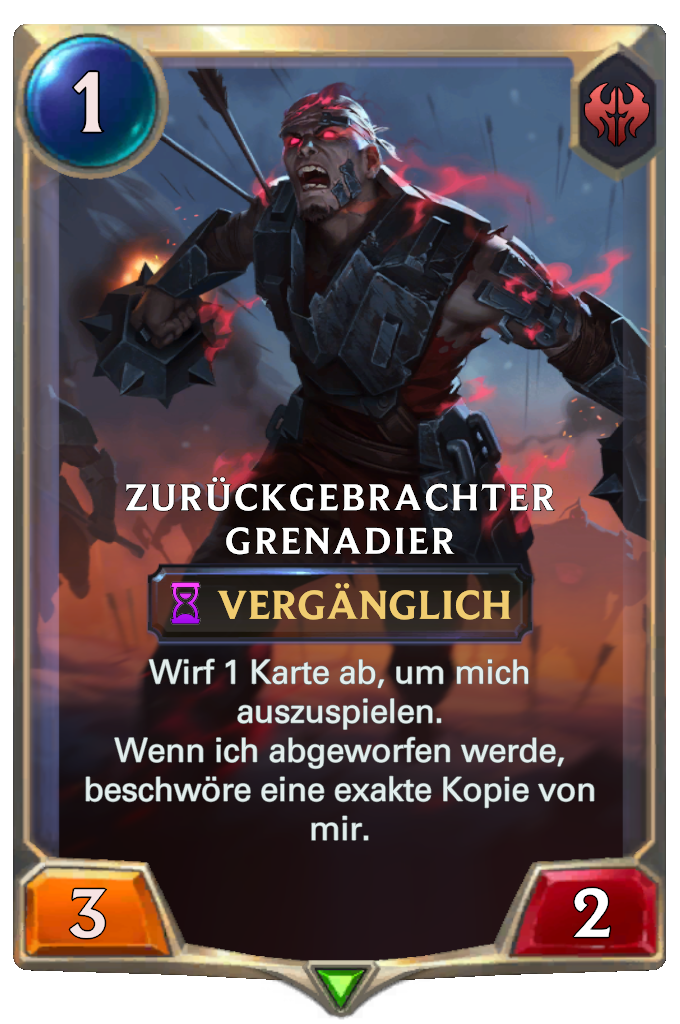 1
ZURÜCKGEBRACHTER
GRENADIER
VERGÄNGLICH
Wirf 1 Karte ab, um mich
auszuspielen.
Wenn ich abgeworfen werde,
beschwöre eine exakte Kopie von
mir.
3
2